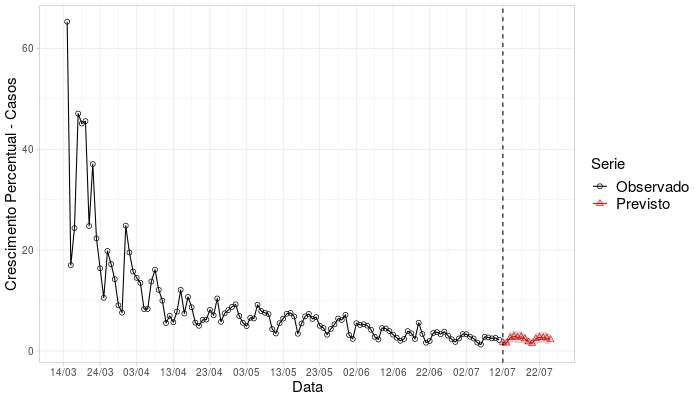 Crescimento Percentual - Casos
60
40
20
0
14/03 24/03 03/04 13/04 23/04 03/05 13/05 23/05 02/06 12/06 22/06 02/07 12/07 22/07
Data
Serie
Observado
Previsto